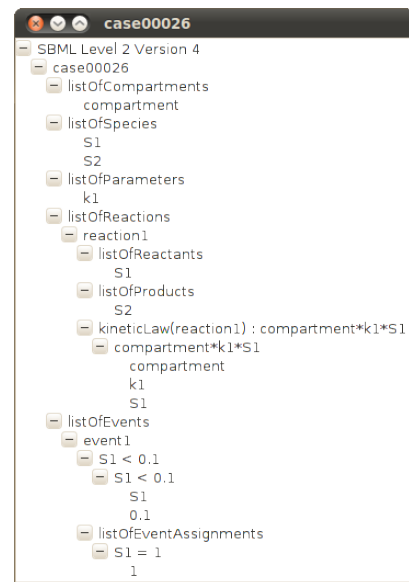 case00026
SBML Level 2 Version 4
case00026
listOfCompartments
compartment
listOfSpecies
S1
S2
listOfParameters
k1
listOfReactions
reaction1
listOfReactants
S1
listOfProducts
S2
kineticLaw(reaction1) : compartment*k1*S1
compartment*k1*S1
compartment
k1
S1
listOfEvents
event1
S1 < 0.1
S1 < 0.1
S1
0.1
listOfEventAssignments
S1 = 1
1